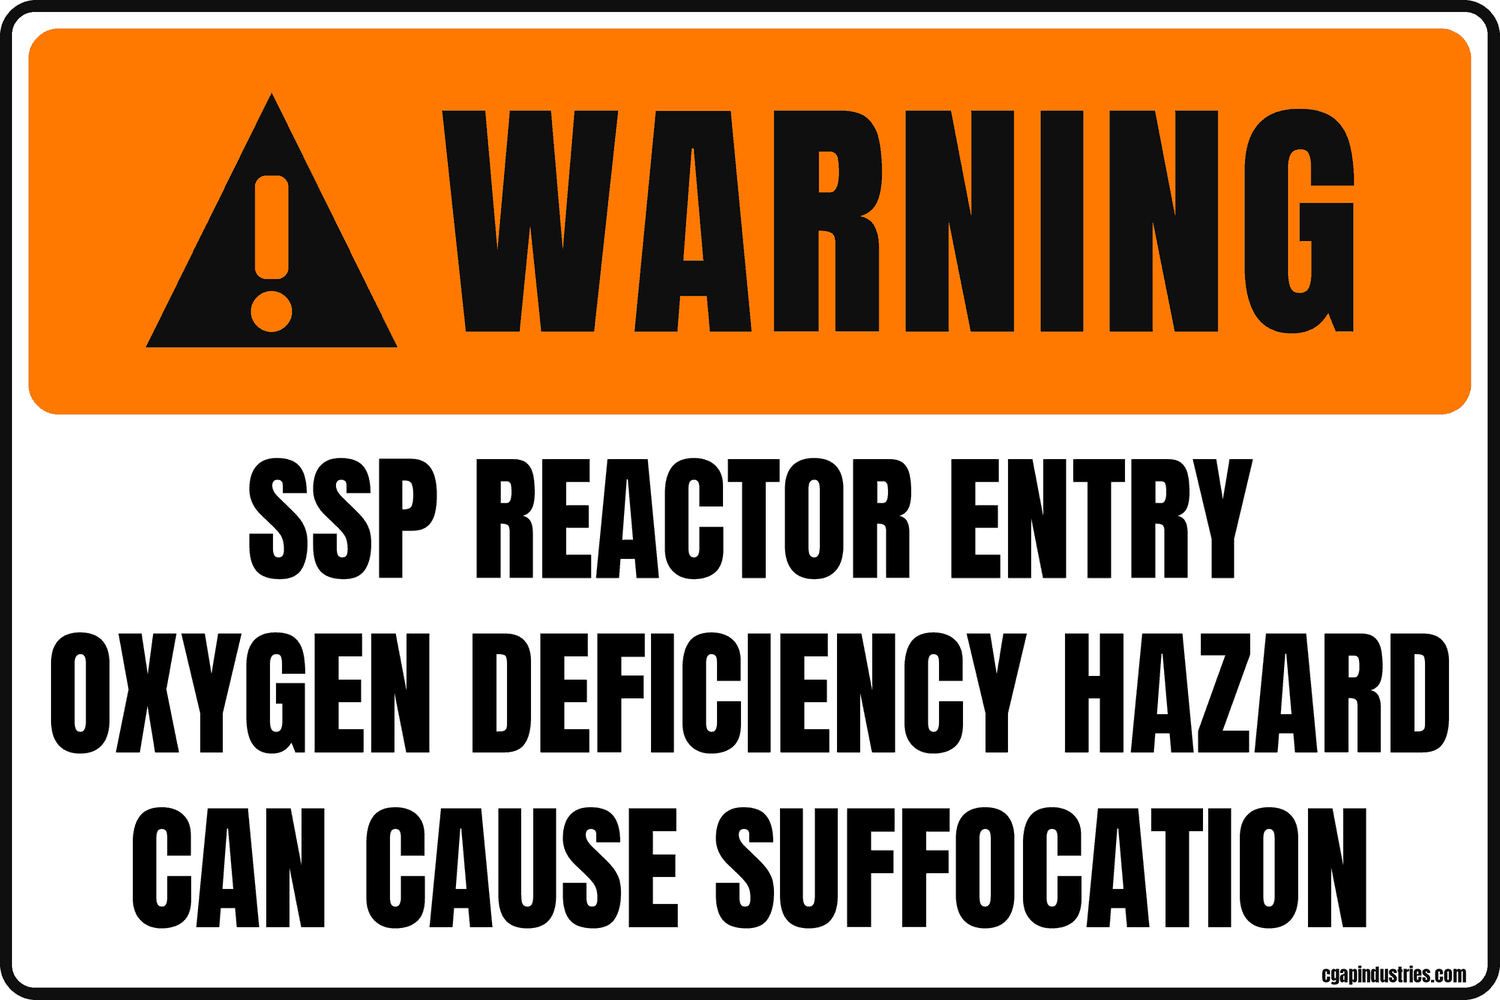 WARNING
SSP REACTOR ENTRY
OXYGEN DEFICIENCY HAZARD
CAN CAUSE SUFFOCATION
cgapindustries.com